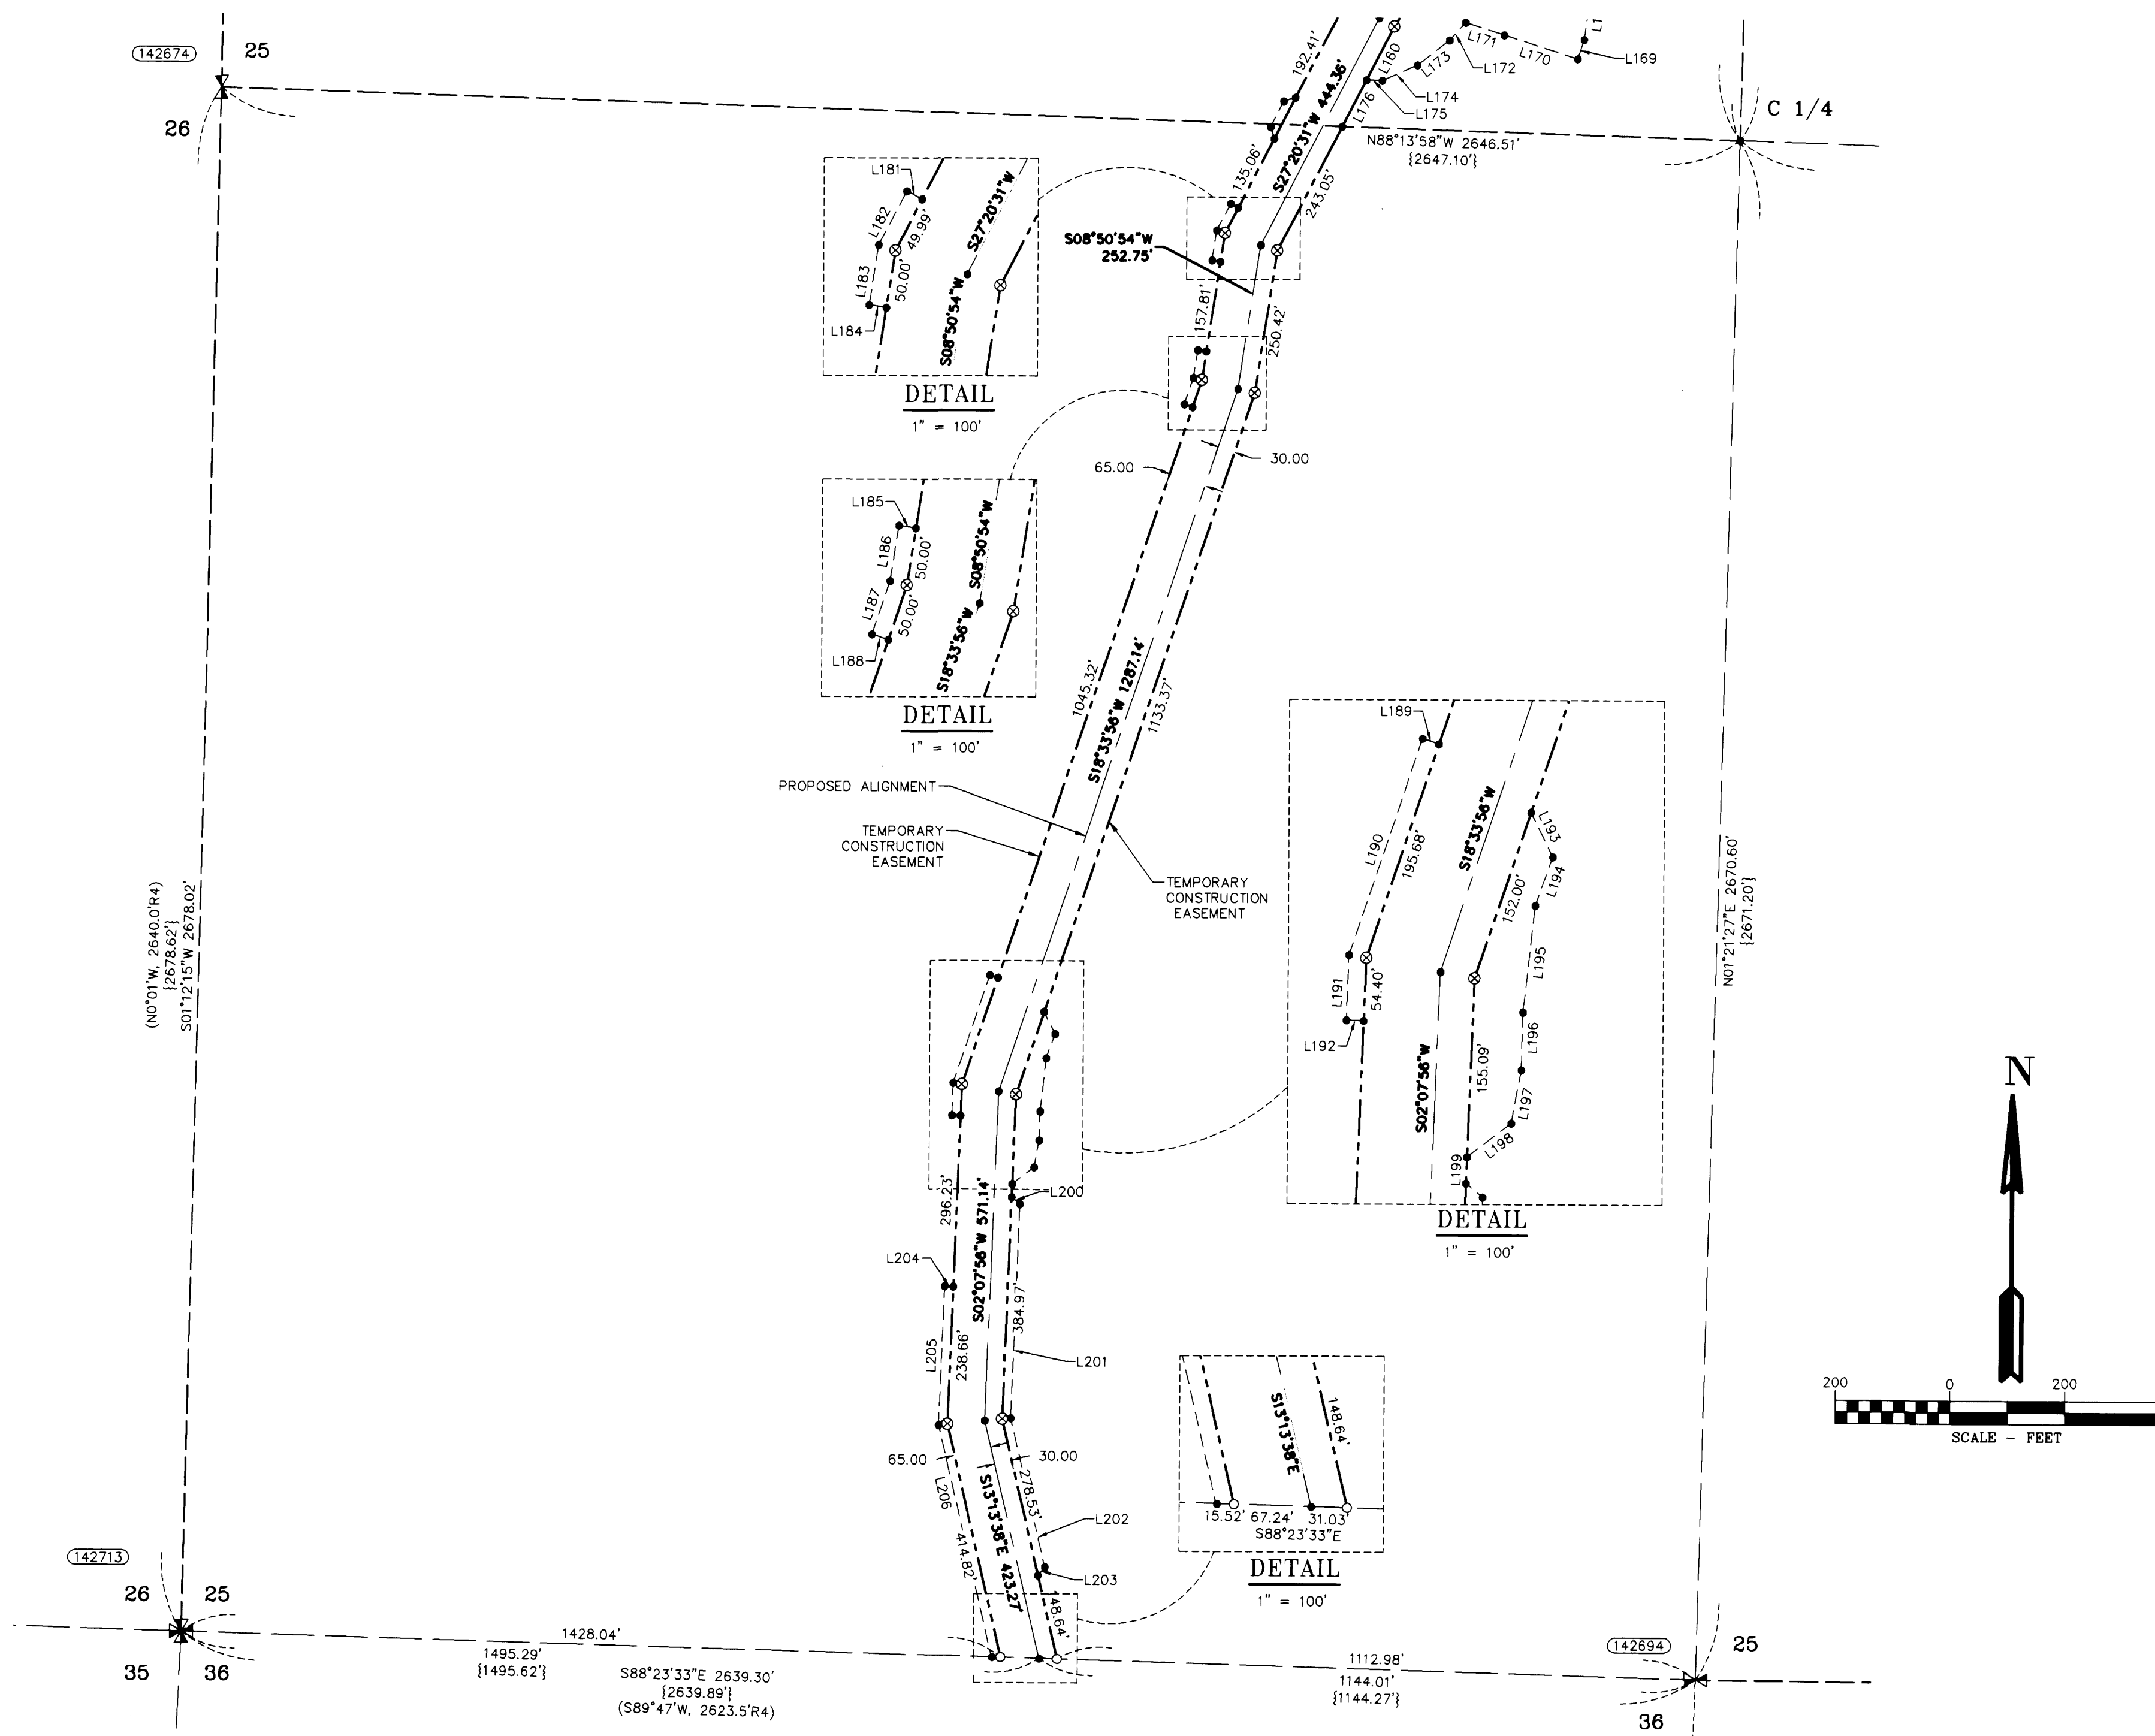 142674
25
26
192.41'
S27°20'31"W 444.36'
L160
L176
L173
L171
L170
L172
L169
L174
L175
C 1/4
N88°13'58"W 2646.51'
{2647.10'}
135.06'
243.05'
S08°50'54"W
252.75'
157.81'
250.42'
L181
L182
49.99'
L183
50.00'
L184
S27°20'31"W
S08°50'54"W
DETAIL
1" = 100'
65.00
30.00
L185
L186
50.00'
L187
50.00'
L188
S08°50'54"W
S18°33'56"W
DETAIL
1" = 100'
1045.32'
S18°33'56"W 1287.14'
1133.37'
PROPOSED ALIGNMENT
TEMPORARY
CONSTRUCTION
EASEMENT
TEMPORARY
CONSTRUCTION
EASEMENT
L189
L190
195.68'
S18°33'56"W
L193
L194
152.00'
L195
L191
54.40'
L192
L196
S02°07'56"W
155.09'
L197
L198
L199
DETAIL
1" = 100'
(N0°01'W, 2640.0'R4)
{2678.62'}
S01°12'15"W 2678.02'
N01°21'27"E 2670.60'
{2671.20'}
N
296.23'
L200
L204
S02°07'56"W 571.14'
384.97'
L205
238.66'
L201
65.00
30.00
L206
278.53'
S13°13'38"E 423.27'
L202
414.82'
L203
148.64'
S13°13'38"E
148.64'
15.52' 67.24' 31.03'
S88°23'33"E
DETAIL
1" = 100'
200 0 200
SCALE - FEET
142713
26 25
35 36
1428.04'
1495.29'
{1495.62'}
S88°23'33"E 2639.30'
{2639.89'}
(S89°47'W, 2623.5'R4)
1112.98'
1144.01'
{1144.27'}
142694
25
36